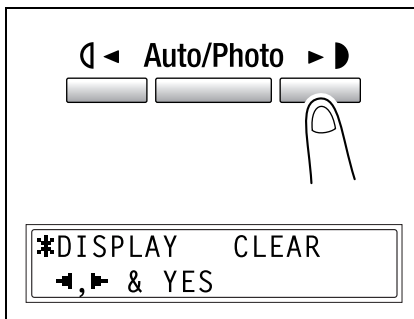 ◄ Auto/Photo ►
*DISPLAY CLEAR
◄,► & YES